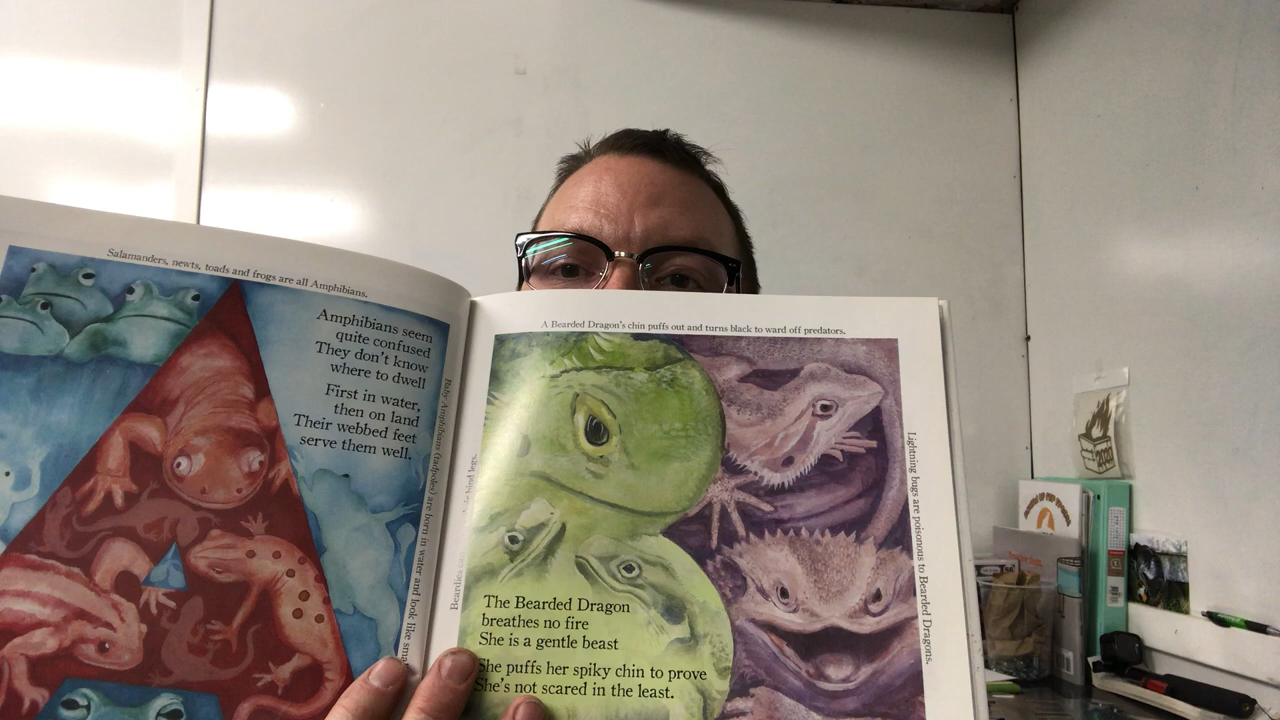 Salamanders, newts, toads and frogs are all Amphibians.
Amphibians seem
quite confused
They don't know
where to dwell
First in water,
then on land
Their webbed feet
serve them well.
Baby Amphibians (tadpoles) are born in water and look like
A Bearded Dragon's chin puffs out and turns black to ward off predators.
Beardies
hind legs.
The Bearded Dragon
breathes no fire
She is a gentle beast
She puffs her spiky chin to prove
She's not scared in the least.
Lightning bugs are poisonous to Bearded Dragons.
2020